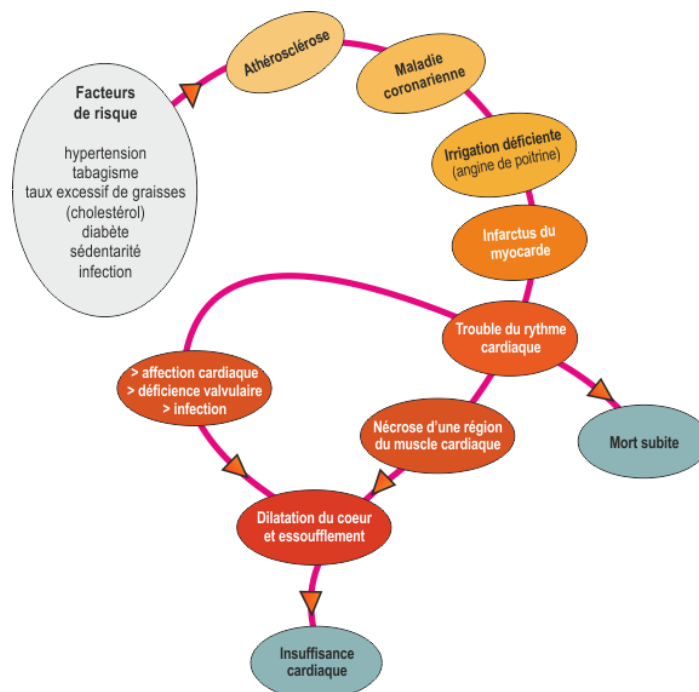 Facteurs
de risque
hypertension
tabagisme
taux excessif de graisses
(cholestérol)
diabète
sédentarité
infection
Athérosclérose
Maladie
coronarienne
Irrigation déficiente
(angine de poitrine)
Infarctus du
myocarde
Trouble du rythme
cardiaque
> affection cardiaque
> déficience valvulaire
> infection
Nécrose d'une région
du muscle cardiaque
Mort subite
Dilatation du coeur
et essoufflement
Insuffisance
cardiaque